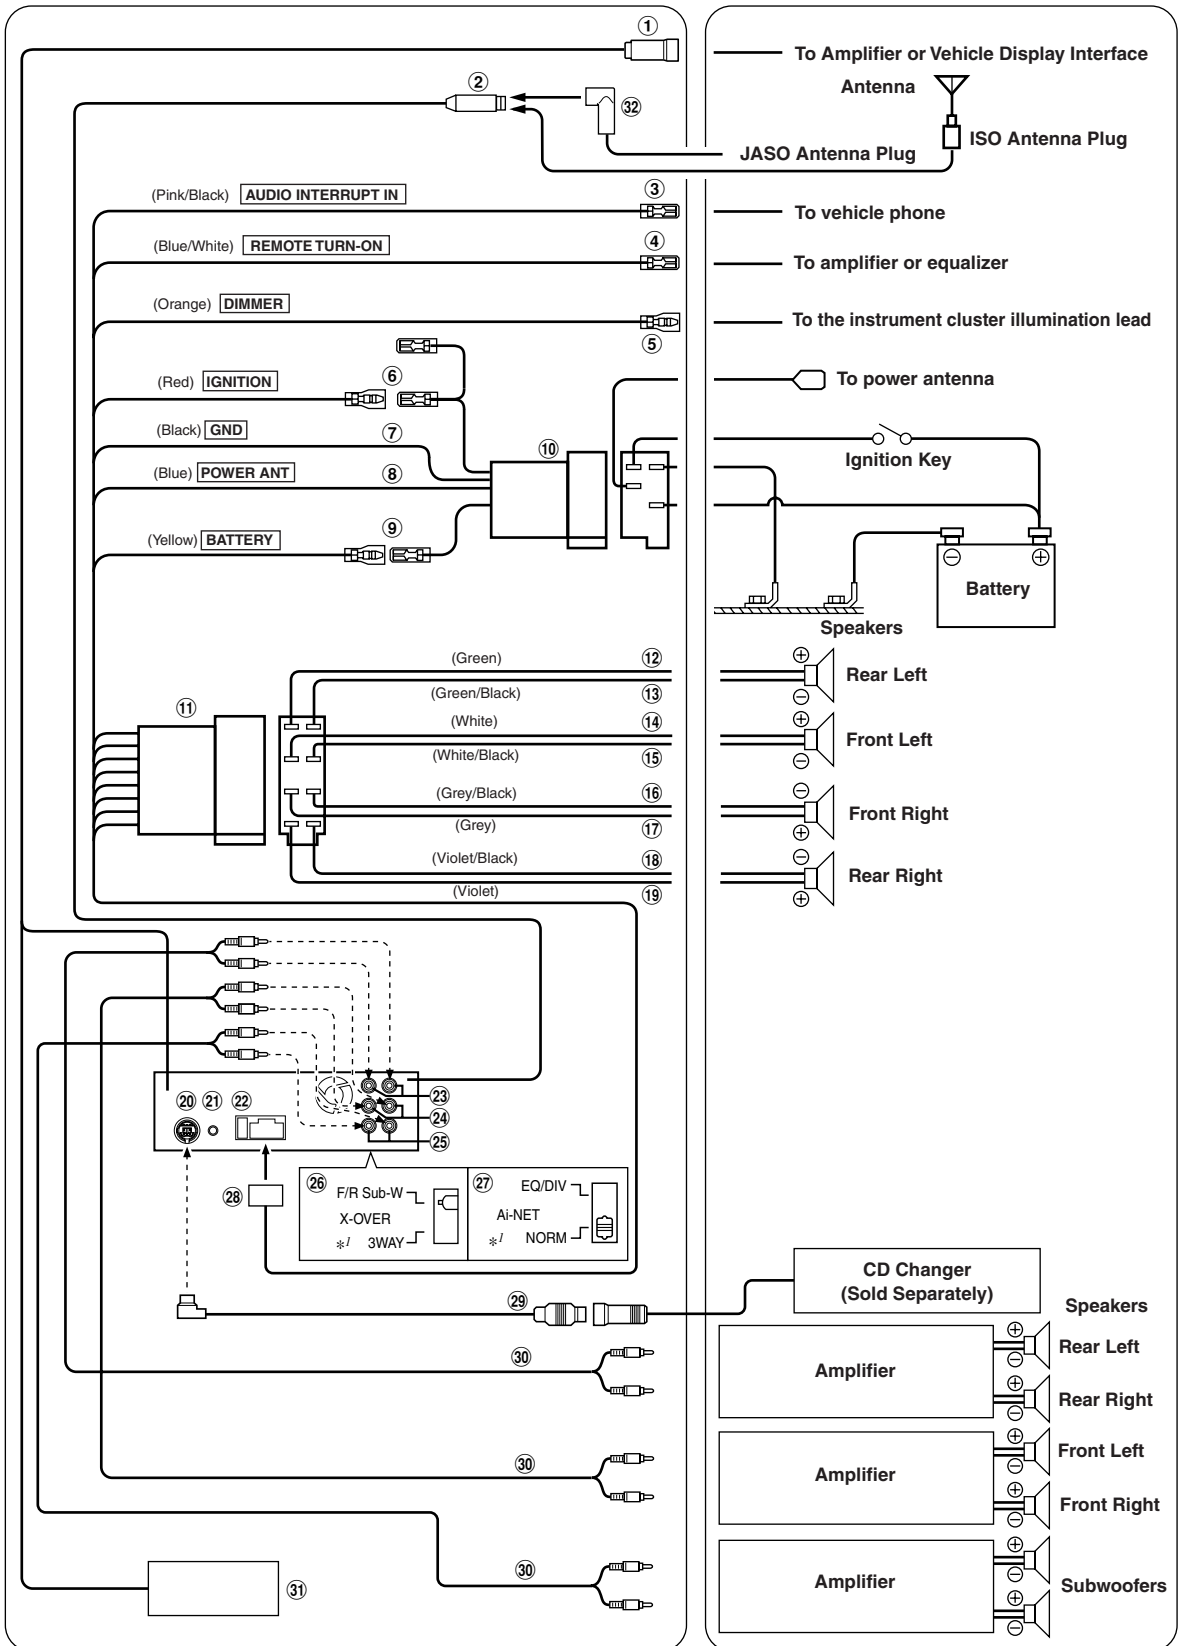 ①
To Amplifier or Vehicle Display Interface
②
Antenna
㉜
ISO Antenna Plug
JASO Antenna Plug
(Pink/Black) AUDIO INTERRUPT IN
③
To vehicle phone
(Blue/White) REMOTE TURN-ON
④
To amplifier or equalizer
(Orange) DIMMER
To the instrument cluster illumination lead
⑤
(Red) IGNITION
⑥
To power antenna
(Black) GND
⑦
⑩
Ignition Key
(Blue) POWER ANT
⑧
(Yellow) BATTERY
⑨
⊖ ⊕
Battery
Speakers
(Green)
⑫
⊕
Rear Left
(Green/Black)
⑬
⊖
⑪
(White)
⑭
⊕
Front Left
(White/Black)
⑮
⊖
(Grey/Black)
⑯
⊖
Front Right
(Grey)
⑰
⊕
(Violet/Black)
⑱
⊖
Rear Right
(Violet)
⑲
⊕
⑳ ㉑ ㉒
㉓
㉔
㉕
㉖
F/R Sub-W
X-OVER
*1 3WAY
㉗
EQ/DIV
Ai-NET
*1 NORM
㉘
CD Changer
(Sold Separately)
㉙
Speakers
⊕
Rear Left
⊖
㉚
Amplifier
⊕
Rear Right
⊖
⊕
Front Left
⊖
㉚
Amplifier
⊕
Front Right
⊖
⊕
⊖
㉚
Amplifier
Subwoofers
⊕
⊖
㉛